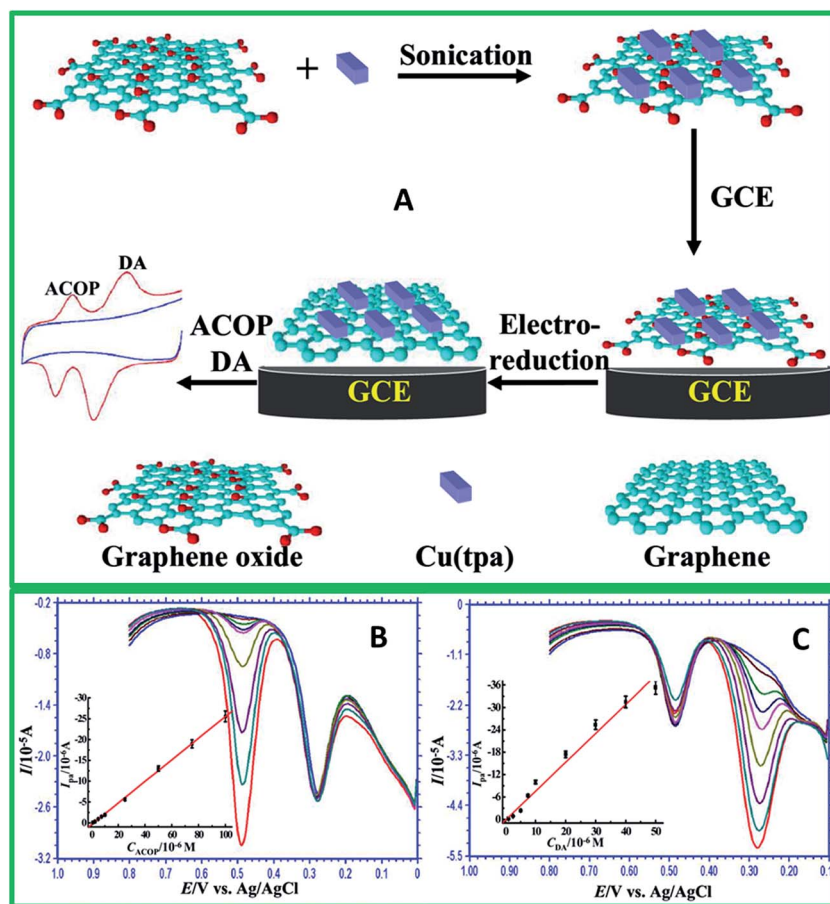 +
Sonication
A
GCE
ACOP
DA
ACOP
DA
Electro-
reduction
GCE
GCE
Graphene oxide
Cu(tpa)
Graphene
B
-0.2
-0.8
-1.4
-2.0
-2.6
-3.2
I/10⁻⁵A
1.0 0.9 0.8 0.7 0.6 0.5 0.4 0.3 0.2 0.1 0
E/V vs. Ag/AgCl
-30
-25
-20
-15
-10
-5
0
Ipa/10⁻⁶A
0 20 40 60 80 100
CACOP/10⁻⁶ M
C
0
-1.1
-2.2
-3.3
-4.4
-5.5
I/10⁻⁵A
1.00 0.90 0.80 0.70 0.60 0.50 0.40 0.30 0.20 0.10
E/V vs. Ag/AgCl
-36
-30
-24
-18
-12
-6
0
Ipa/10⁻⁶A
0 10 20 30 40 50
CDA/10⁻⁶ M